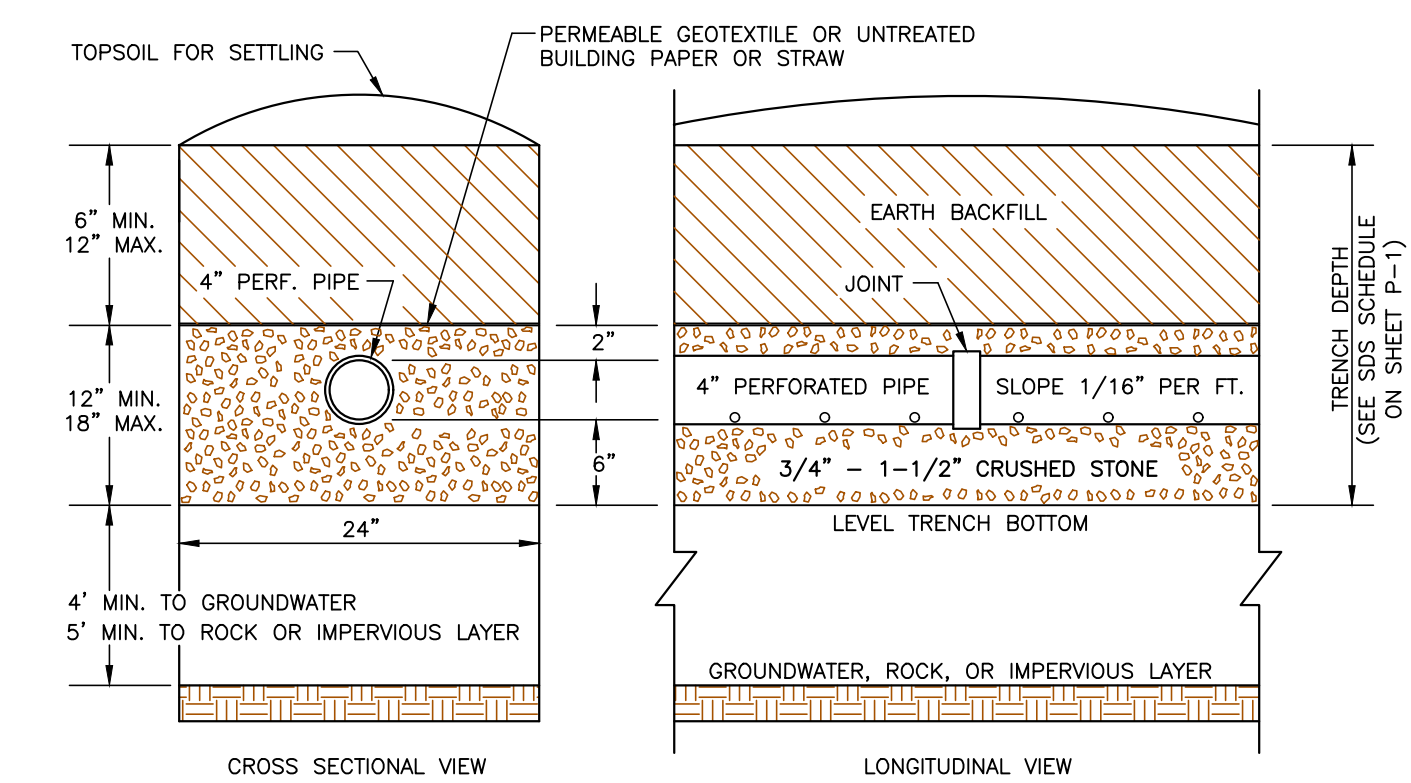 TOPSOIL FOR SETTLING
PERMEABLE GEOTEXTILE OR UNTREATED
BUILDING PAPER OR STRAW
6” MIN.
12” MAX.
4” PERF. PIPE
12” MIN.
18” MAX.
2”
6”
24”
4’ MIN. TO GROUNDWATER
5’ MIN. TO ROCK OR IMPERVIOUS LAYER
CROSS SECTIONAL VIEW
EARTH BACKFILL
JOINT
4” PERFORATED PIPE
SLOPE 1/16” PER FT.
3/4” – 1–1/2” CRUSHED STONE
LEVEL TRENCH BOTTOM
GROUNDWATER, ROCK, OR IMPERVIOUS LAYER
LONGITUDINAL VIEW
TRENCH DEPTH
(SEE SDS SCHEDULE
ON SHEET P–1)